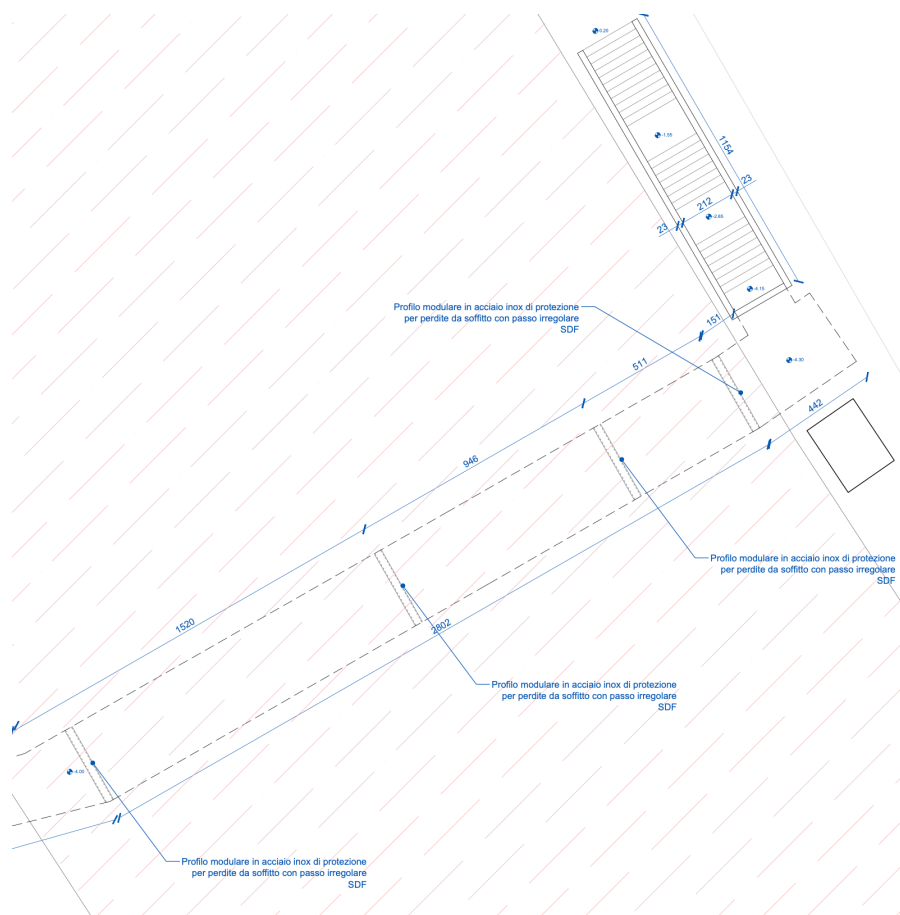 -0.20
-1.55
1154
23
212
-2.65
23
-4.15
Profilo modulare in acciaio inox di protezione
per perdite da soffitto con passo irregolare
SDF
151
511
-4.30
442
946
Profilo modulare in acciaio inox di protezione
per perdite da soffitto con passo irregolare
SDF
1520
2802
Profilo modulare in acciaio inox di protezione
per perdite da soffitto con passo irregolare
SDF
-4.00
Profilo modulare in acciaio inox di protezione
per perdite da soffitto con passo irregolare
SDF